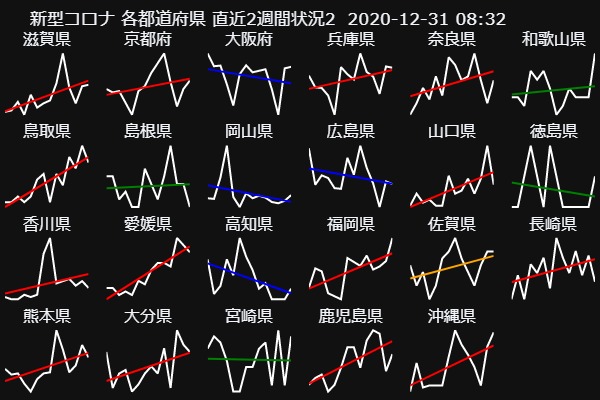 新型コロナ 各都道府県 直近2週間状況2 2020-12-31 08:32
滋賀県 京都府 大阪府 兵庫県 奈良県 和歌山県
鳥取県 島根県 岡山県 広島県 山口県 徳島県
香川県 愛媛県 高知県 福岡県 佐賀県 長崎県
熊本県 大分県 宮崎県 鹿児島県 沖縄県